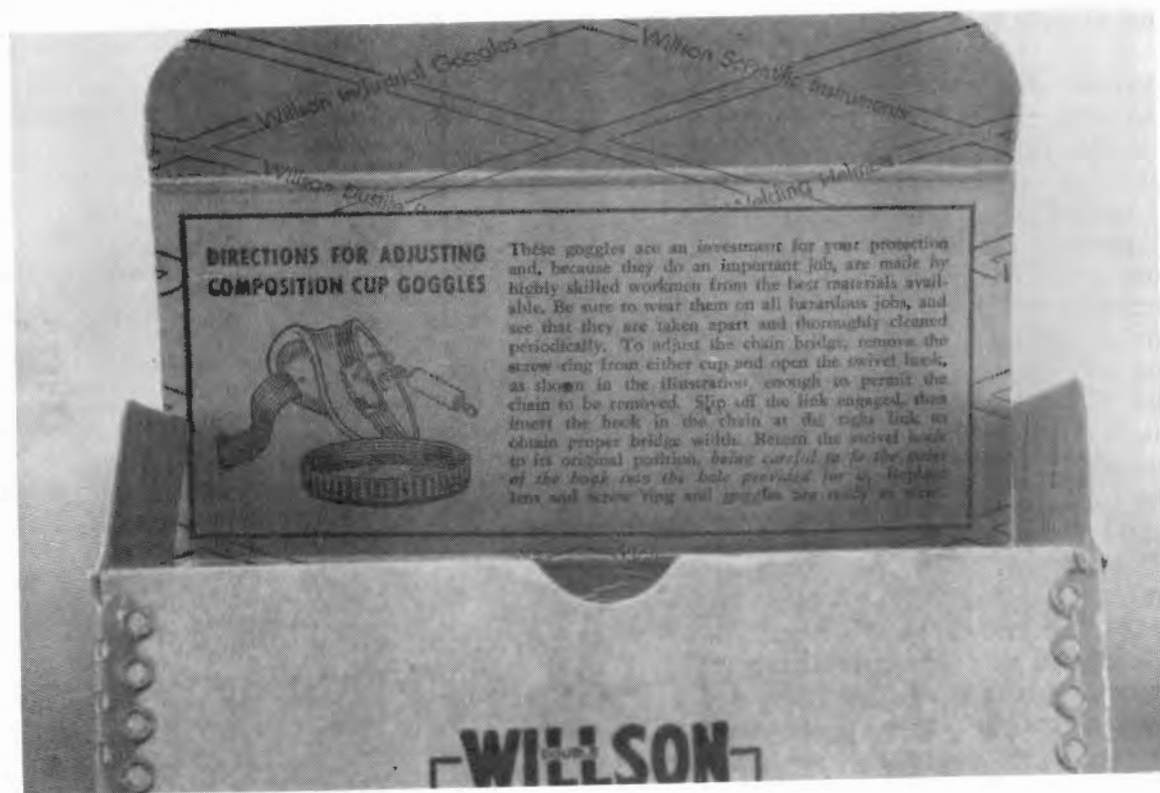 Willson Industrial Goggles
Willson Scientific Instruments
Willson
Welding Helmets
DIRECTIONS FOR ADJUSTING
COMPOSITION CUP GOGGLES
These goggles are an investment for your protection
and, because they do an important job, are made by
highly skilled workmen from the best materials avail-
able. Be sure to wear them on all hazardous jobs, and
see that they are taken apart and thoroughly cleaned
periodically. To adjust the chain bridge, remove the
screw ring from either cup and open the swivel hook,
as shown in the illustration, enough to permit the
chain to be removed. Slip off the link engaged, then
insert the hook in the chain at the right link to
obtain proper bridge width. Return the swivel hook
to its original position, being careful to fit the point
of the hook into the hole provided for it. Replace
lens and screw ring and goggles are ready to wear.
WILLSON